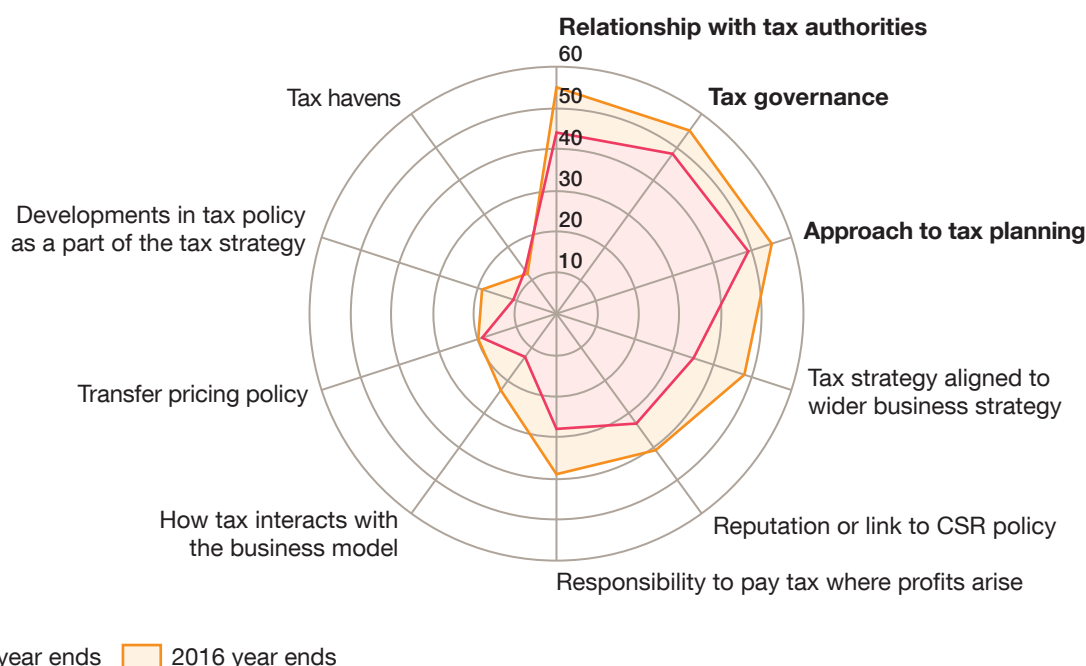 Relationship with tax authorities
60
50
40
30
20
10
Tax havens
Tax governance
Developments in tax policy
as a part of the tax strategy
Approach to tax planning
Transfer pricing policy
Tax strategy aligned to
wider business strategy
How tax interacts with
the business model
Reputation or link to CSR policy
Responsibility to pay tax where profits arise
year ends
2016 year ends